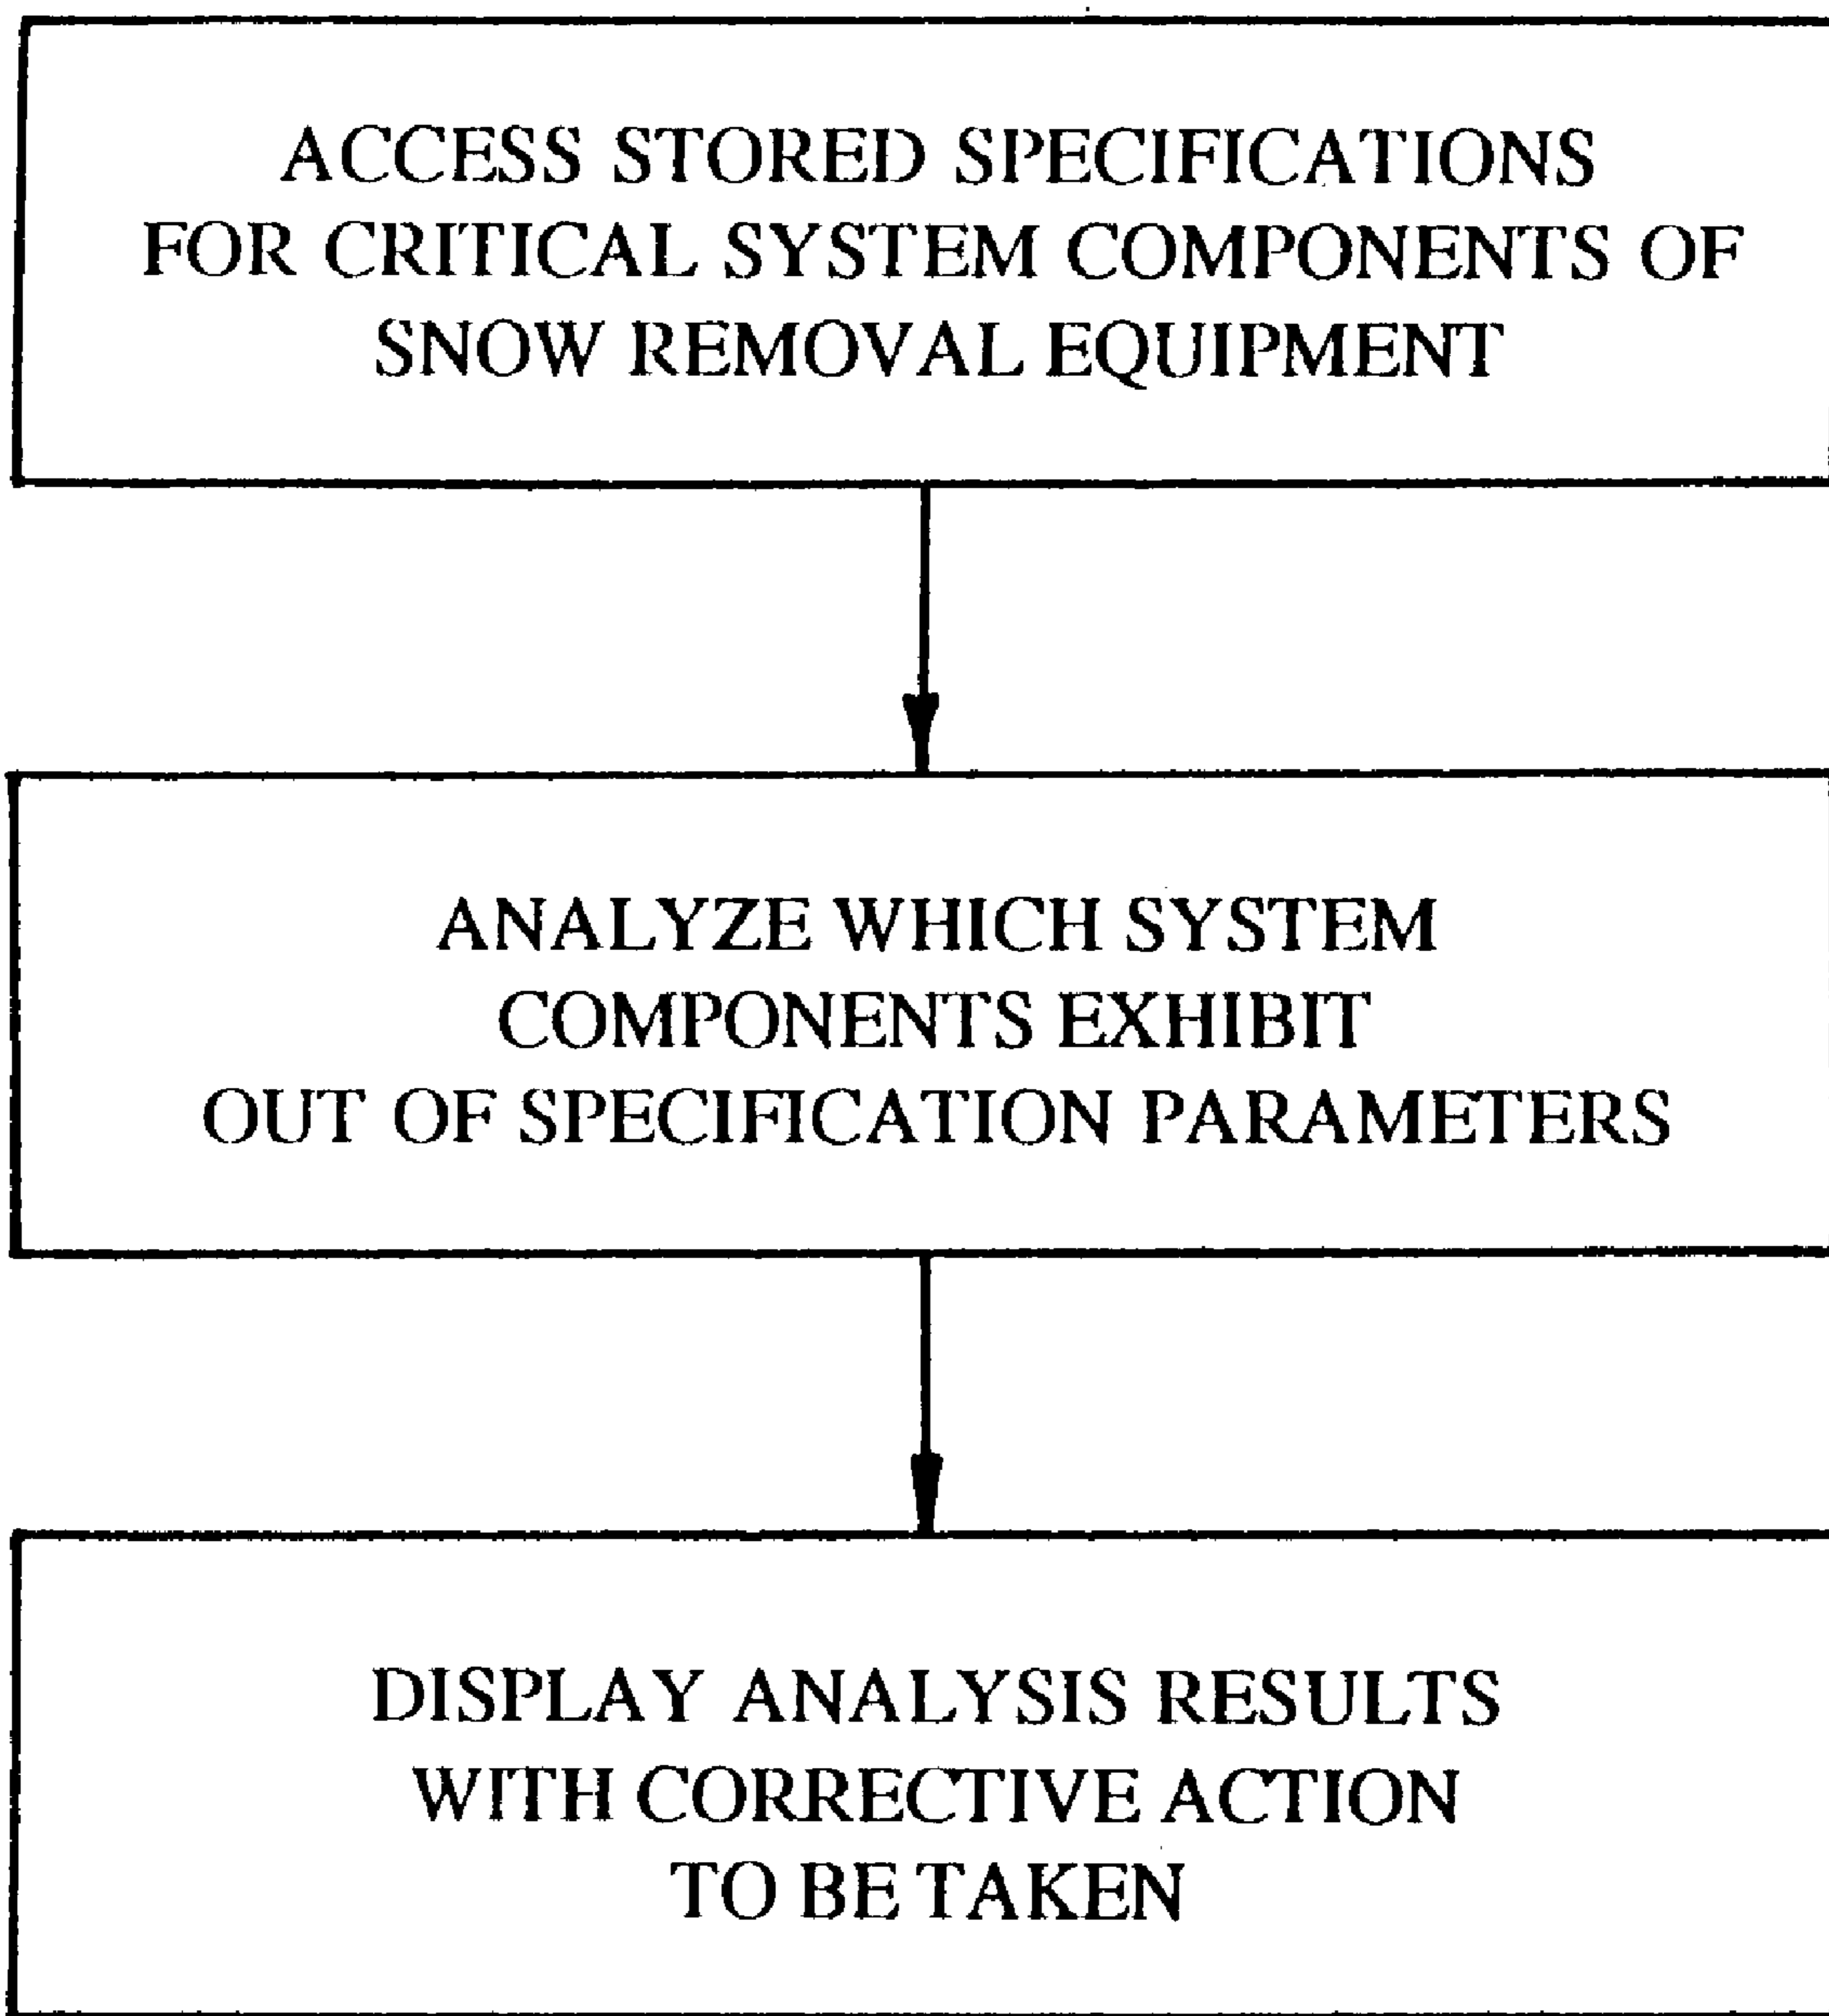 ACCESS STORED SPECIFICATIONS
FOR CRITICAL SYSTEM COMPONENTS OF
SNOW REMOVAL EQUIPMENT
ANALYZE WHICH SYSTEM
COMPONENTS EXHIBIT
OUT OF SPECIFICATION PARAMETERS
DISPLAY ANALYSIS RESULTS
WITH CORRECTIVE ACTION
TO BE TAKEN